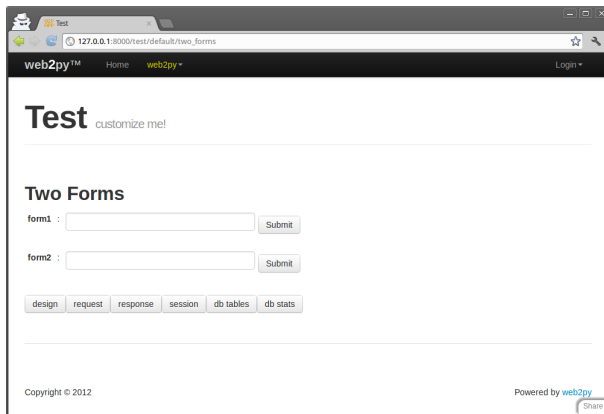 Test
127.0.0.1:8000/test/default/two_forms
web2py™ Home web2py Login
Test customize me!
Two Forms
form1 : Submit
form2 : Submit
design request response session db tables db stats
Copyright © 2012 Powered by web2py
Share